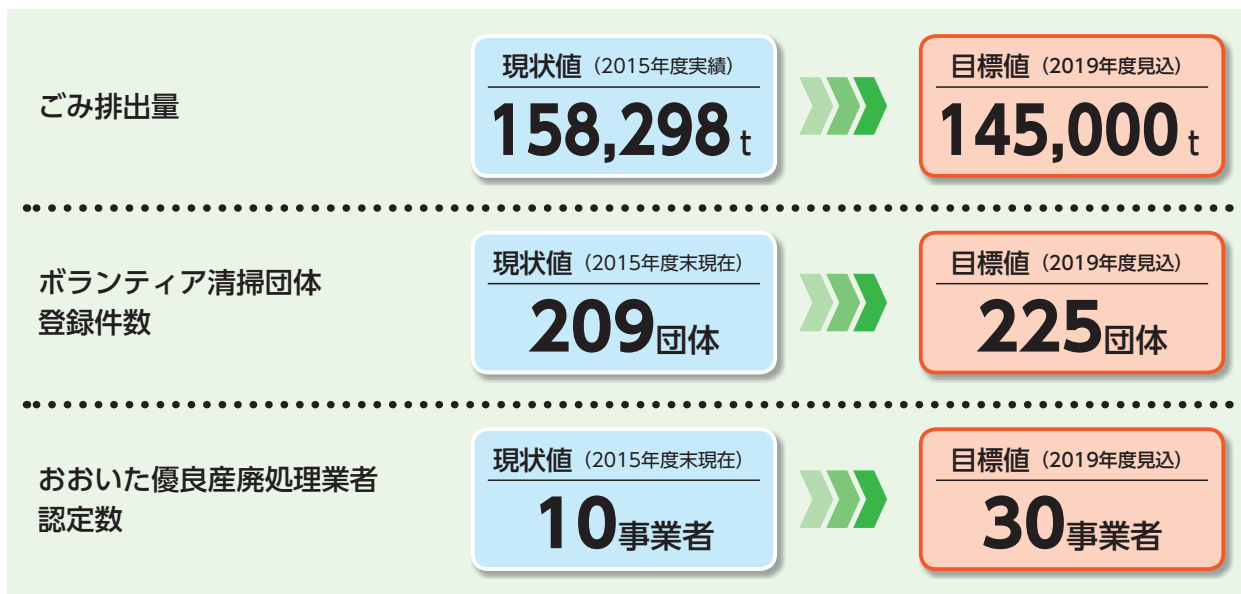 ごみ排出量
現状値（2015年度実績）
158,298 t
目標値（2019年度見込）
145,000 t
ボランティア清掃団体
登録件数
現状値（2015年度末現在）
209団体
目標値（2019年度見込）
225団体
おおいた優良産廃処理業者
認定数
現状値（2015年度末現在）
10事業者
目標値（2019年度見込）
30事業者